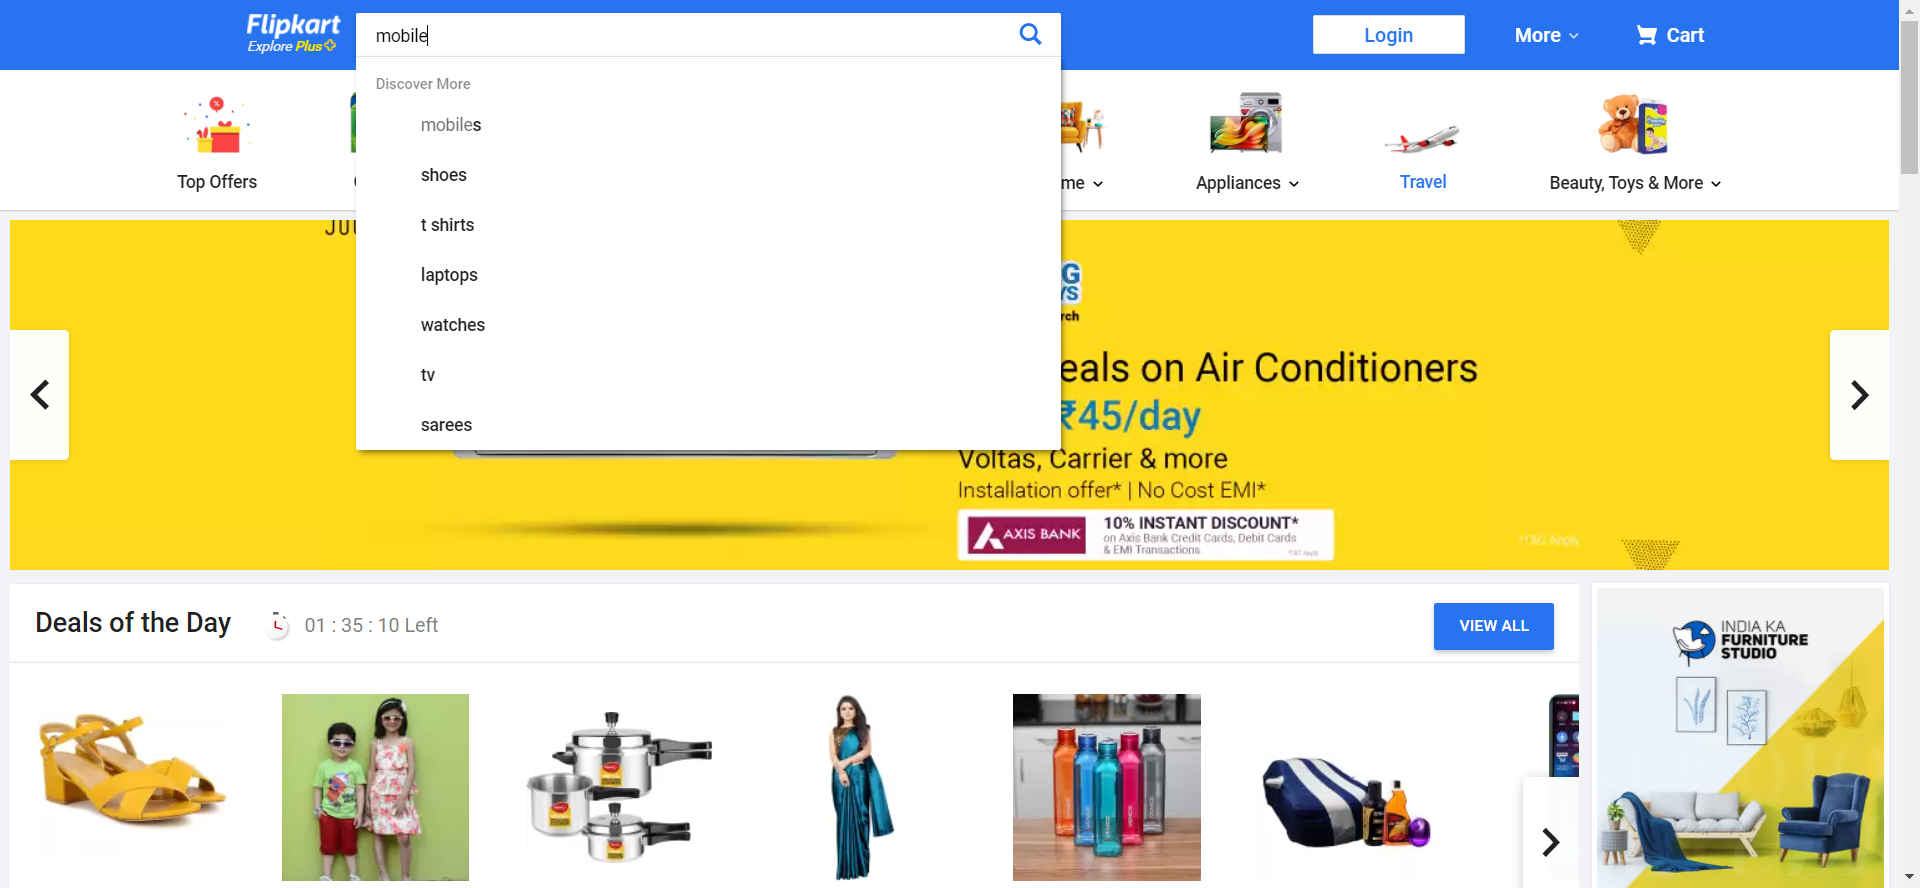 Flipkart
Explore Plus
mobile
Login
More
Cart
Discover More
mobiles
shoes
t shirts
laptops
watches
tv
sarees
Top Offers
me
Appliances
Travel
Beauty, Toys & More
G
YS
rch
eals on Air Conditioners
₹45/day
Voltas, Carrier & more
Installation offer* | No Cost EMI*
AXIS BANK
10% INSTANT DISCOUNT*
on Axis Bank Credit Cards, Debit Cards
& EMI Transactions
*T&C Apply
*T&C Apply
Deals of the Day
01 : 35 : 10 Left
VIEW ALL
INDIA KA
FURNITURE
STUDIO